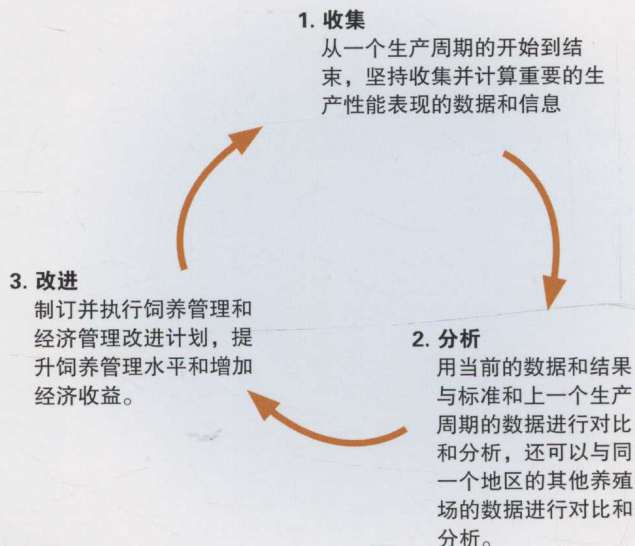 1. 收集
从一个生产周期的开始到结
束，坚持收集并计算重要的生
产性能表现的数据和信息
3. 改进
制订并执行饲养管理和
经济管理改进计划，提
升饲养管理水平和增加
经济收益。
2. 分析
用当前的数据和结果
与标准和上一个生产
周期的数据进行对比
和分析，还可以与同
一个地区的其他养殖
场的数据进行对比和
分析。